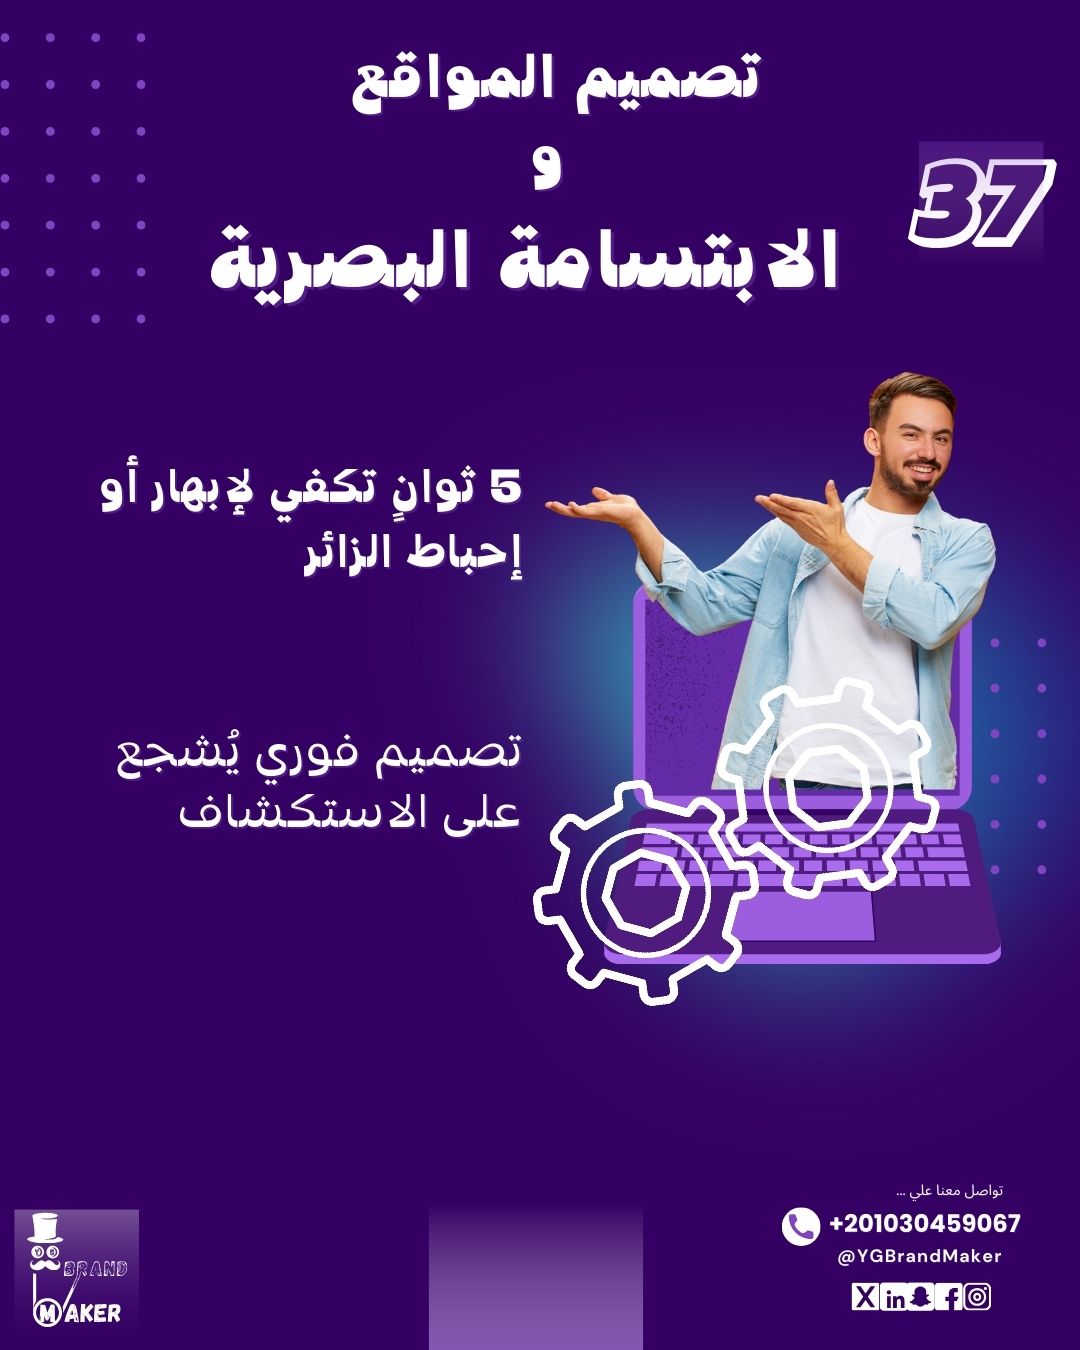 تصميم المواقع
و
الابتسامة البصرية
37
5 ثوانٍ تكفي لإبهار أو
إحباط الزائر
تصميم فوري يُشجع
على الاستكشاف
تواصل معنا علي ...
+201030459067
@YGBrandMaker
BRAND
MAKER